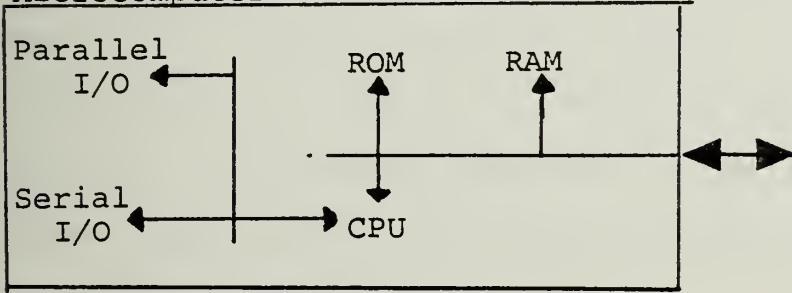 Parallel
I/O
ROM
RAM
Serial
I/O
CPU